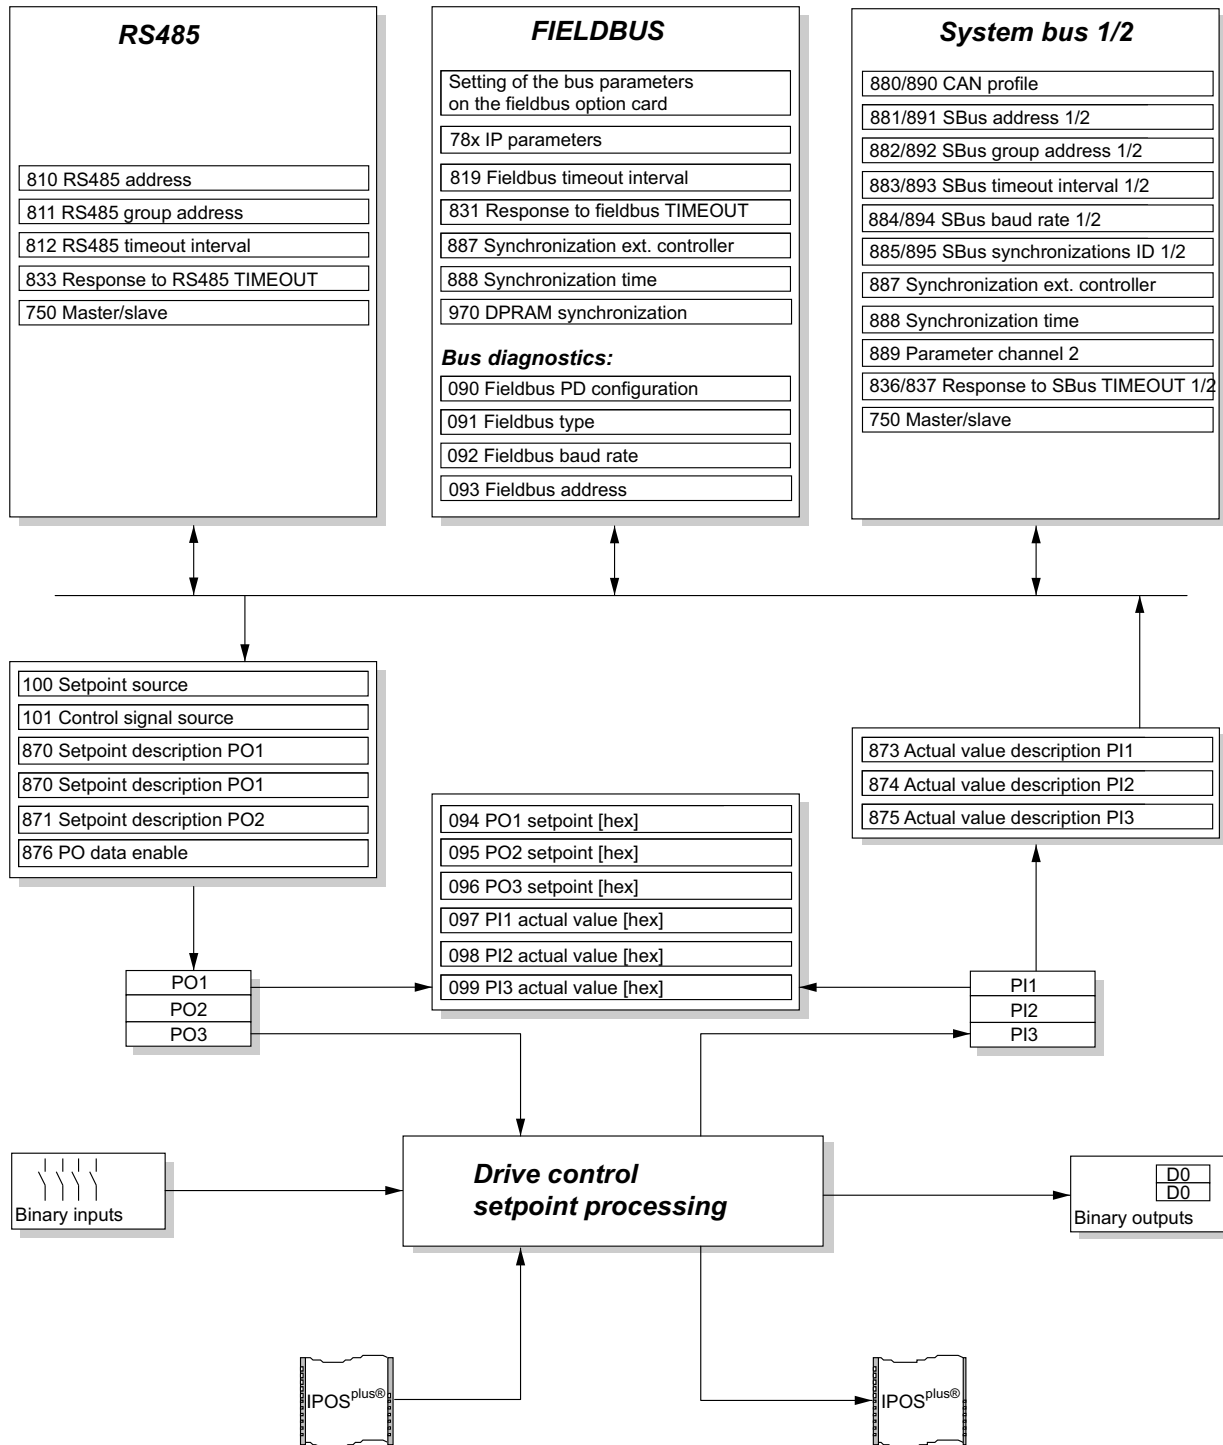 RS485
810 RS485 address
811 RS485 group address
812 RS485 timeout interval
833 Response to RS485 TIMEOUT
750 Master/slave
FIELDBUS
Setting of the bus parameters
on the fieldbus option card
78x IP parameters
819 Fieldbus timeout interval
831 Response to fieldbus TIMEOUT
887 Synchronization ext. controller
888 Synchronization time
970 DPRAM synchronization
Bus diagnostics:
090 Fieldbus PD configuration
091 Fieldbus type
092 Fieldbus baud rate
093 Fieldbus address
System bus 1/2
880/890 CAN profile
881/891 SBus address 1/2
882/892 SBus group address 1/2
883/893 SBus timeout interval 1/2
884/894 SBus baud rate 1/2
885/895 SBus synchronizations ID 1/2
887 Synchronization ext. controller
888 Synchronization time
889 Parameter channel 2
836/837 Response to SBus TIMEOUT 1/2
750 Master/slave
100 Setpoint source
101 Control signal source
870 Setpoint description PO1
870 Setpoint description PO1
871 Setpoint description PO2
876 PO data enable
094 PO1 setpoint [hex]
095 PO2 setpoint [hex]
096 PO3 setpoint [hex]
097 PI1 actual value [hex]
098 PI2 actual value [hex]
099 PI3 actual value [hex]
873 Actual value description PI1
874 Actual value description PI2
875 Actual value description PI3
PO1
PO2
PO3
PI1
PI2
PI3
Binary inputs
Drive control
setpoint processing
D0
D0
Binary outputs
IPOSplus®
IPOSplus®